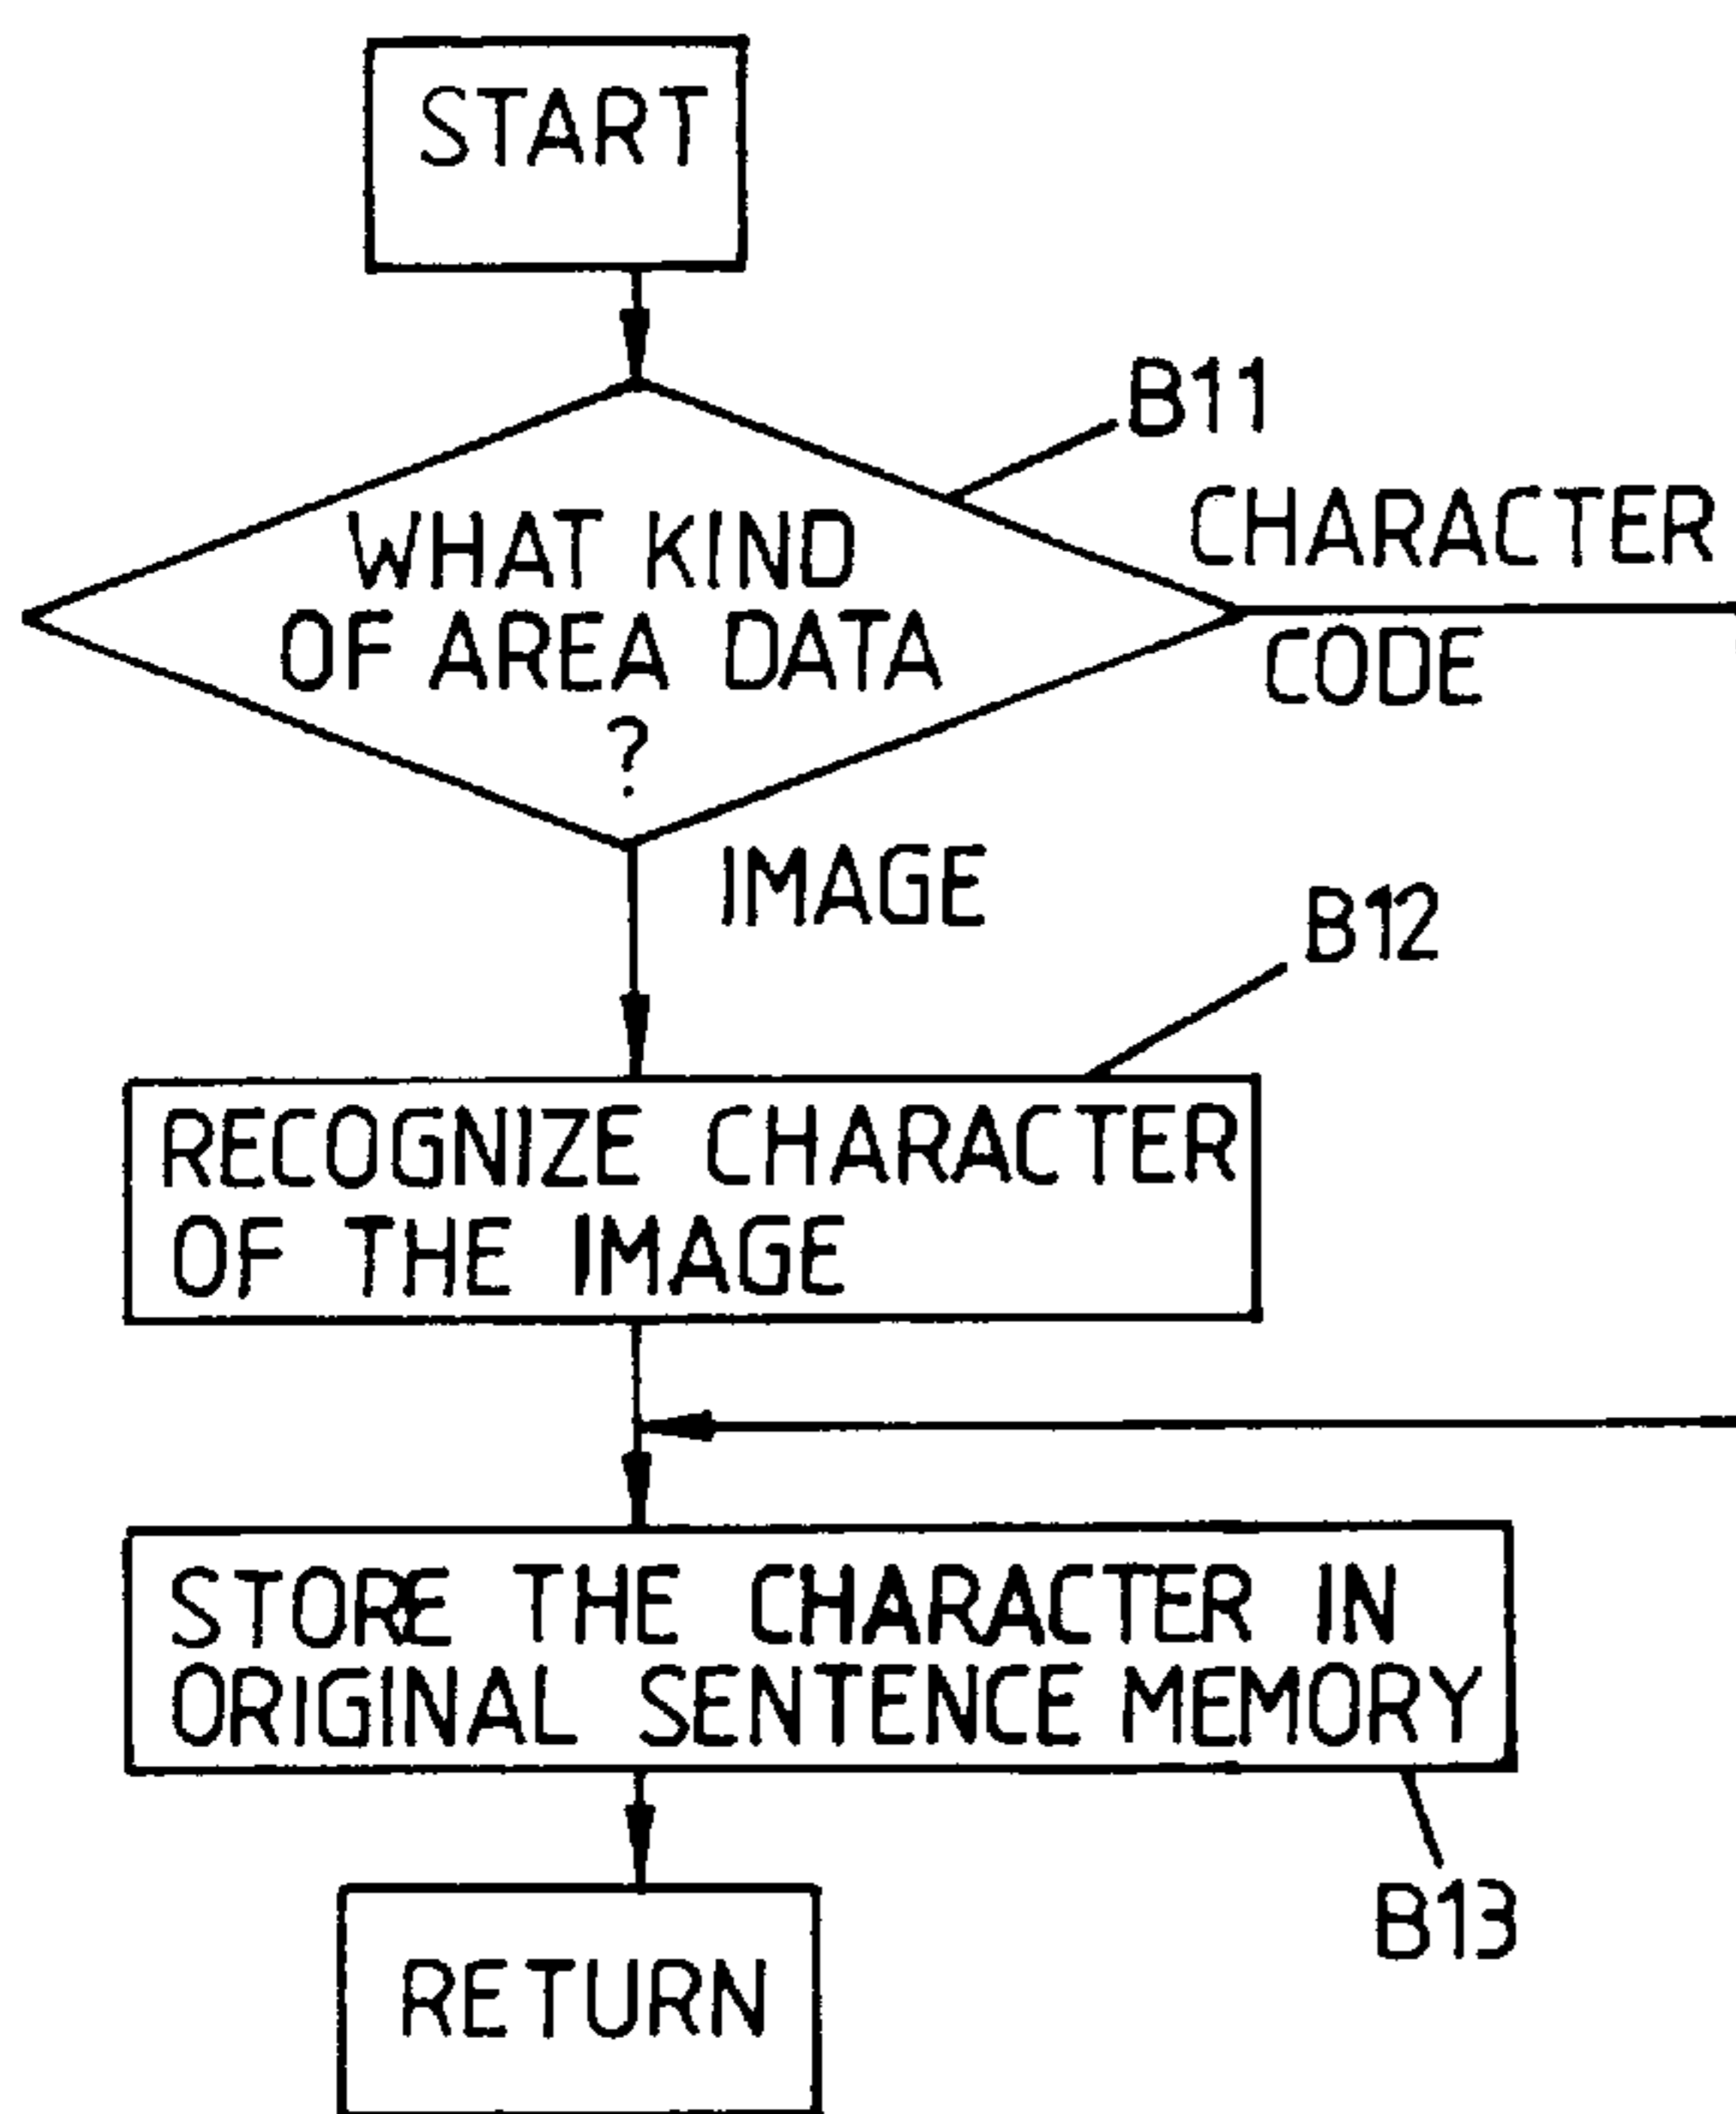 START
B11
WHAT KIND
OF AREA DATA
?
CHARACTER
CODE
IMAGE
B12
RECOGNIZE CHARACTER
OF THE IMAGE
STORE THE CHARACTER IN
ORIGINAL SENTENCE MEMORY
B13
RETURN